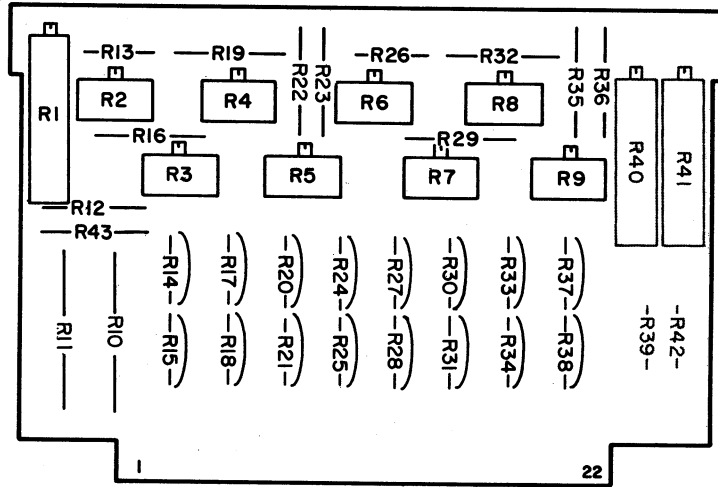 R13 R19 R26 R32
R22 R23 R35 R36
R1 R2 R4 R6 R8
R16 R29
R3 R5 R7 R9 R40 R41
R12
R43
R14 R17 R20 R24 R27 R30 R33 R37
R11 R10 R15 R18 R21 R25 R28 R31 R34 R38 R39 R42
1 22